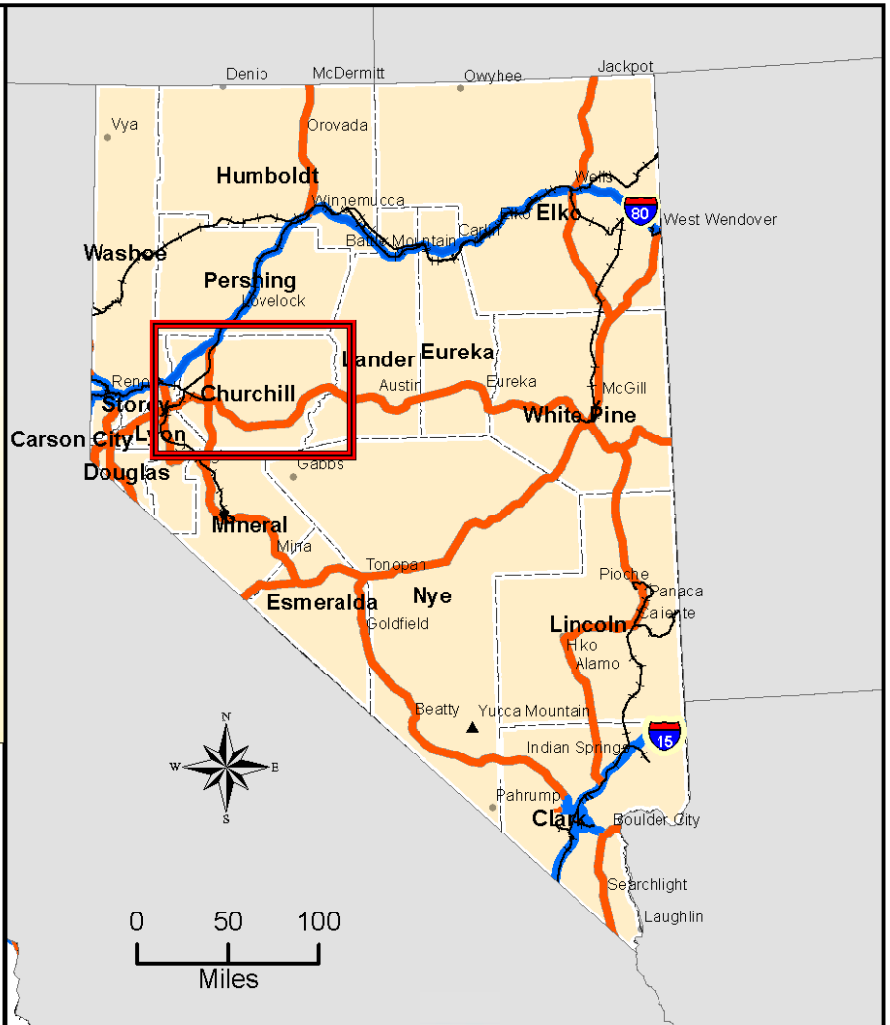 Jackpot
Denio
McDermitt
Owyhee
Vya
Orovada
Humboldt
Wells
Winnemucca
Elko
Elko
80
West Wendover
Carlin
Battle Mountain
Washoe
Pershing
Lovelock
Lander
Eureka
Reno
Churchill
Austin
Eureka
McGill
Storey
White Pine
Carson City
Lyon
Douglas
Gabbs
Mineral
Mina
Tonopah
Pioche
Panaca
Esmeralda
Nye
Caliente
Goldfield
Lincoln
Hiko
Alamo
Beatty
Yucca Mountain
N
W
E
S
Indian Springs
15
Pahrump
Clark
Boulder City
Searchlight
Laughlin
0 50 100
Miles